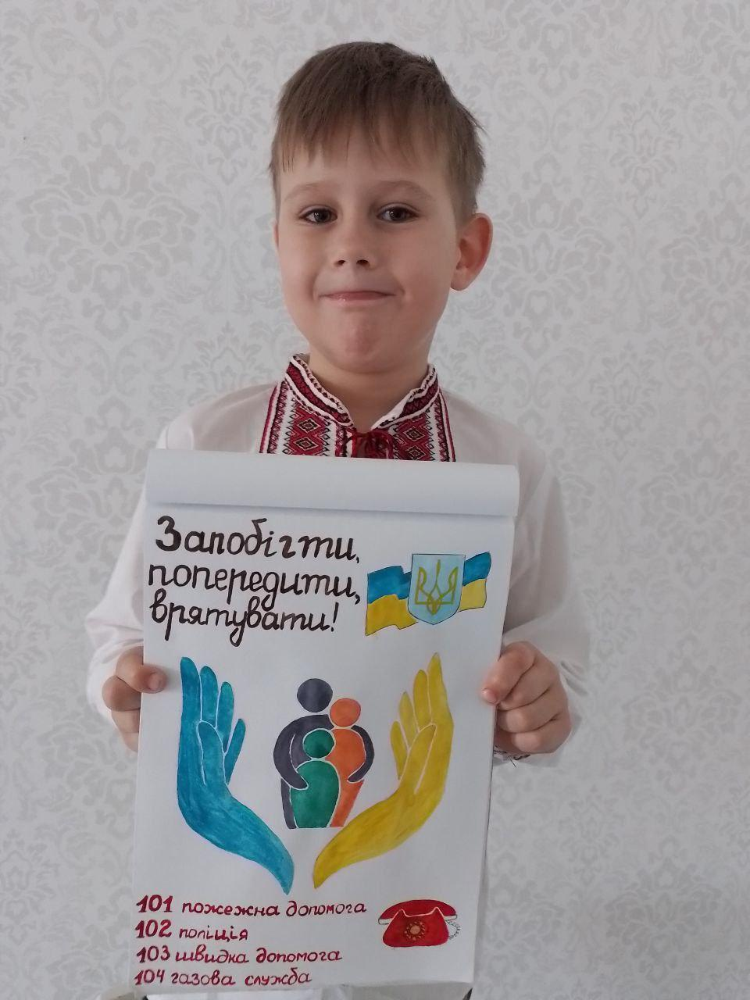 Запобігти,
попередити,
врятувати!
101 пожежна допомога
102 поліція
103 швидка допомога
104 газова служба